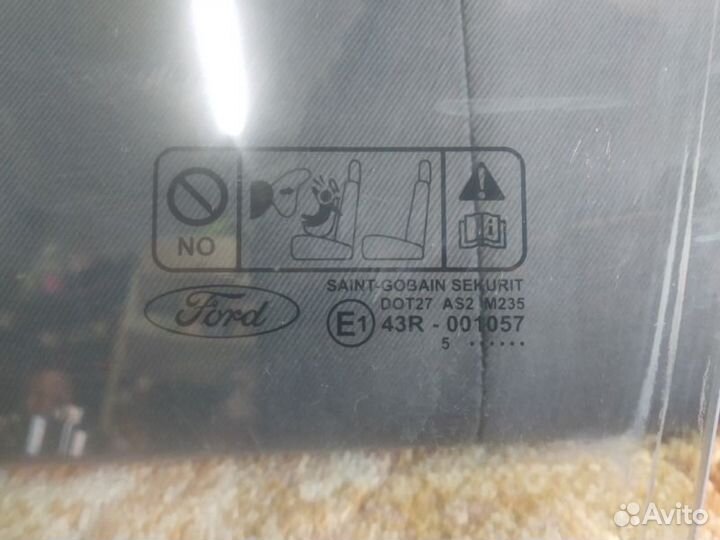 NO
SAINT-GOBAIN SEKURIT
Ford
DOT27 AS2 M235
E1 43R - 001057
5 ••••••
Avito